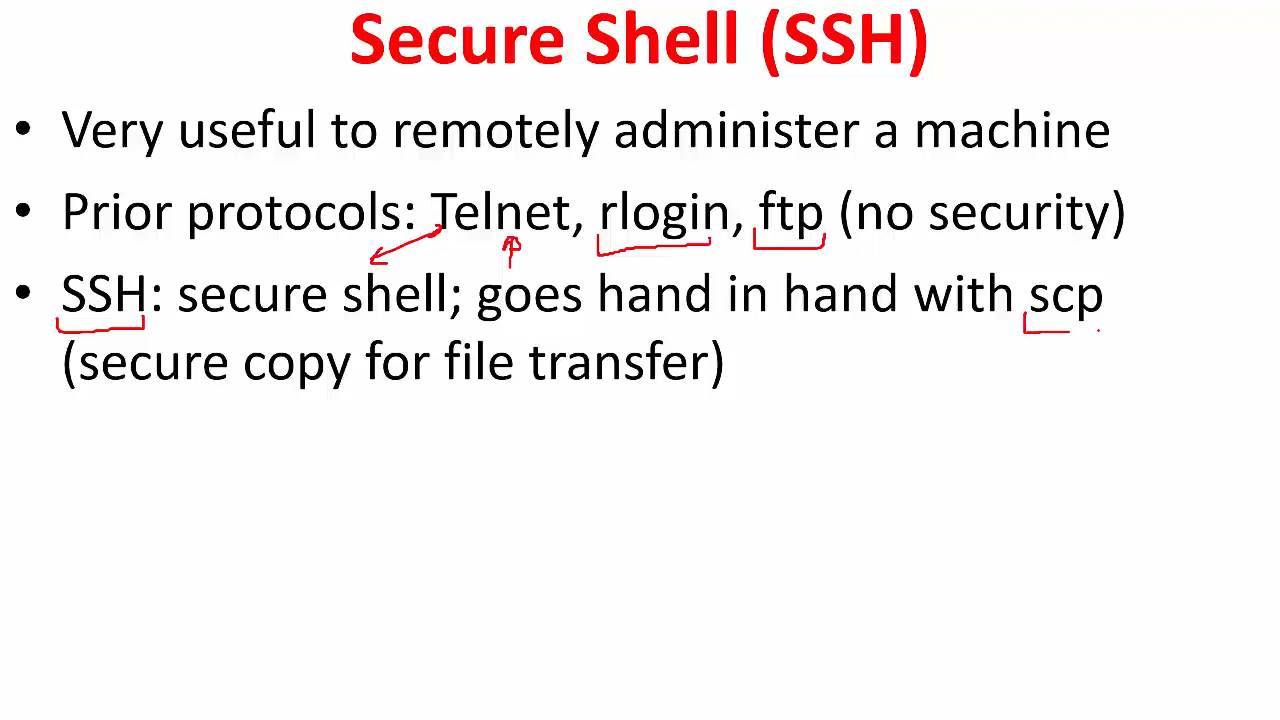 Secure Shell (SSH)
• Very useful to remotely administer a machine
• Prior protocols: Telnet, rlogin, ftp (no security)
• SSH: secure shell; goes hand in hand with scp
(secure copy for file transfer)